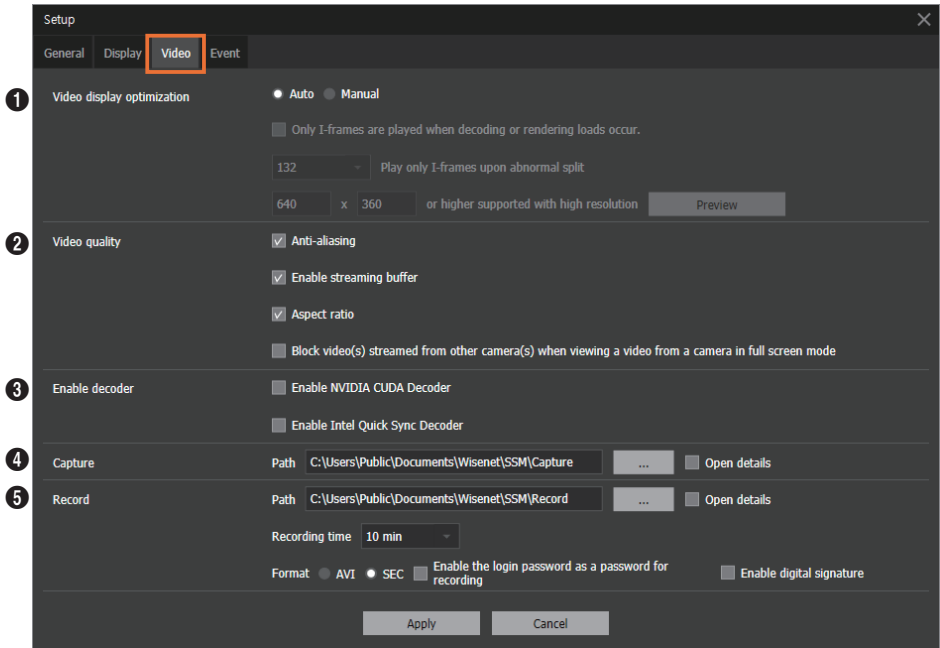 Setup
General Display Video Event
1 Video display optimization Auto Manual
Only I-frames are played when decoding or rendering loads occur.
132 Play only I-frames upon abnormal split
640 x 360 or higher supported with high resolution Preview
2 Video quality Anti-aliasing
Enable streaming buffer
Aspect ratio
Block video(s) streamed from other camera(s) when viewing a video from a camera in full screen mode
3 Enable decoder Enable NVIDIA CUDA Decoder
Enable Intel Quick Sync Decoder
4 Capture Path C:\Users\Public\Documents\Wisenet\SSM\Capture ... Open details
5 Record Path C:\Users\Public\Documents\Wisenet\SSM\Record ... Open details
Recording time 10 min
Format AVI SEC Enable the login password as a password for
recording Enable digital signature
Apply Cancel